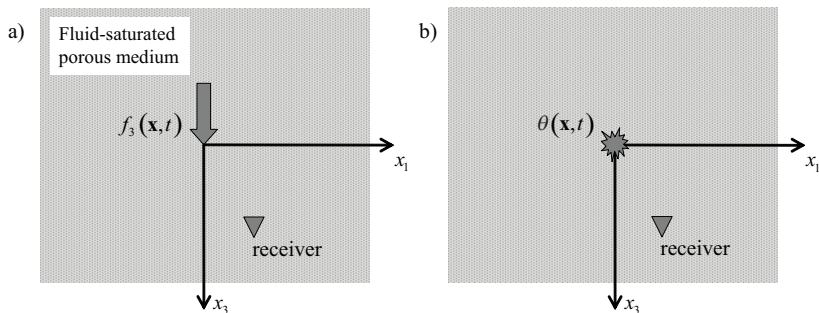 a)
Fluid-saturated
porous medium
f₃(x,t)
x₁
receiver
x₃
b)
θ(x,t)
x₁
receiver
x₃